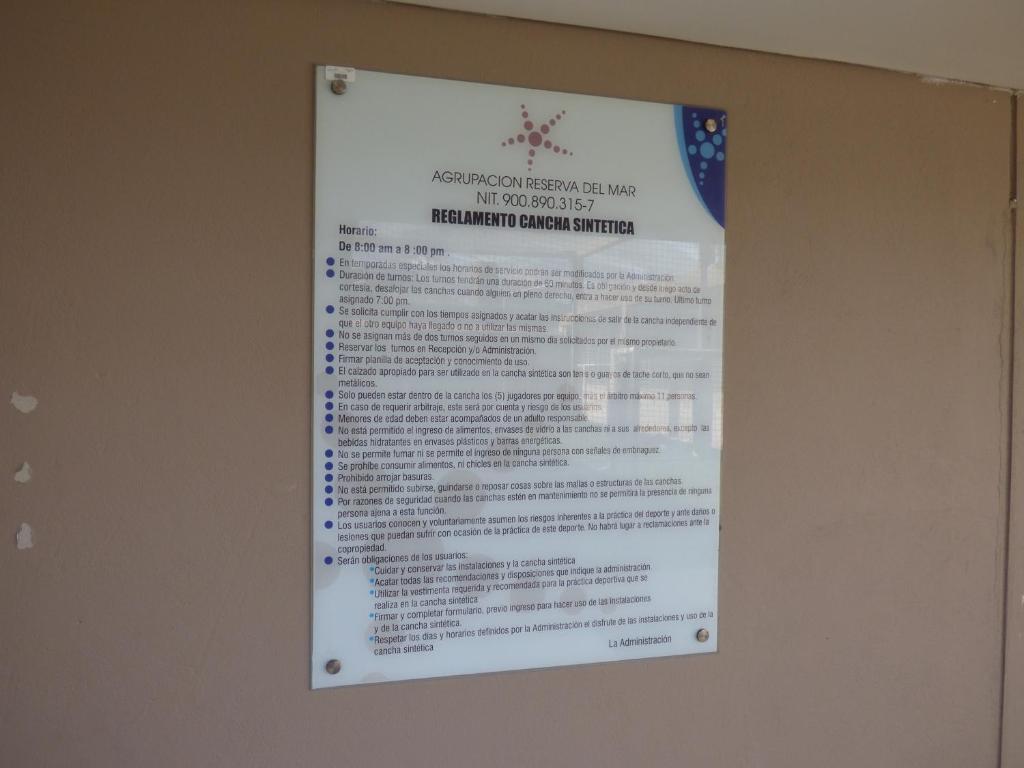 AGRUPACION RESERVA DEL MAR
NIT. 900.890.315-7
REGLAMENTO CANCHA SINTETICA
Horario:
De 8:00 am a 8 :00 pm .
En temporadas especiales los horarios de servicio podrán ser modificados por la Administración.
Duración de turnos: Los turnos tendrán una duración de 60 minutos. Es obligación y desde luego acto de
cortesía, desalojar las canchas cuando alguien en pleno derecho, entra a hacer uso de su turno. Ultimo turno
asignado 7:00 pm.
Se solicita cumplir con los tiempos asignados y acatar las instrucciones de salir de la cancha independiente de
que el otro equipo haya llegado o no a utilizar las mismas.
No se asignan más de dos turnos seguidos en un mismo día solicitados por el mismo propietario.
Reservar los turnos en Recepción y/o Administración.
Firmar planilla de aceptación y conocimiento de uso.
El calzado apropiado para ser utilizado en la cancha sintética son tenis o guayos de tache corto, que no sean
metálicos.
Solo pueden estar dentro de la cancha los (5) jugadores por equipo, más el árbitro máximo 11 personas.
En caso de requerir arbitraje, este será por cuenta y riesgo de los usuarios.
Menores de edad deben estar acompañados de un adulto responsable.
No está permitido el ingreso de alimentos, envases de vidrio a las canchas ni a sus alrededores, excepto las
bebidas hidratantes en envases plásticos y barras energéticas.
No se permite fumar ni se permite el ingreso de ninguna persona con señales de embriaguez.
Se prohibe consumir alimentos, ni chicles en la cancha sintética.
Prohibido arrojar basuras.
No está permitido subirse, guindarse o reposar cosas sobre las mallas o estructuras de las canchas.
Por razones de seguridad cuando las canchas estén en mantenimiento no se permitirá la presencia de ninguna
persona ajena a esta función.
Los usuarios conocen y voluntariamente asumen los riesgos inherentes a la práctica del deporte y ante daños o
lesiones que puedan sufrir con ocasión de la práctica de este deporte. No habrá lugar a reclamaciones ante la
copropiedad.
Serán obligaciones de los usuarios:
Cuidar y conservar las instalaciones y la cancha sintética
Acatar todas las recomendaciones y disposiciones que indique la administración.
Utilizar la vestimenta requerida y recomendada para la práctica deportiva que se
realiza en la cancha sintética
Firmar y completar formulario, previo ingreso para hacer uso de las instalaciones
y de la cancha sintética.
Respetar los días y horarios definidos por la Administración el disfrute de las instalaciones y uso de la
cancha sintética
La Administración